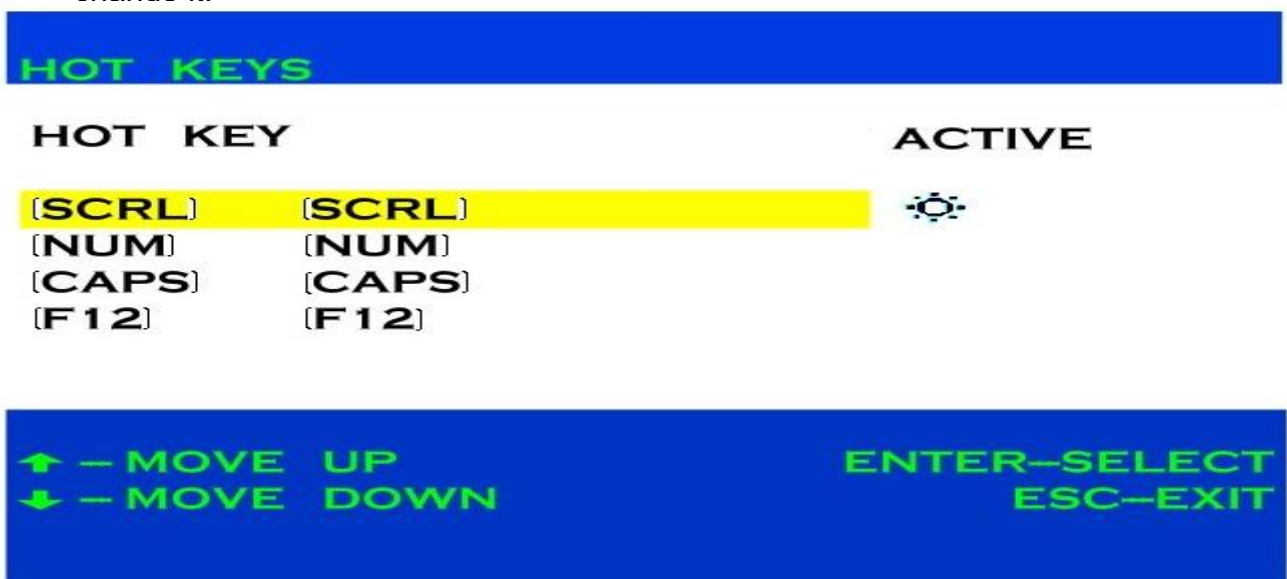 HOT KEYS
HOT KEY ACTIVE
[SCRL] [SCRL]
[NUM] [NUM]
[CAPS] [CAPS]
[F12] [F12]
↑ – MOVE UP ENTER–SELECT
↓ – MOVE DOWN ESC–EXIT